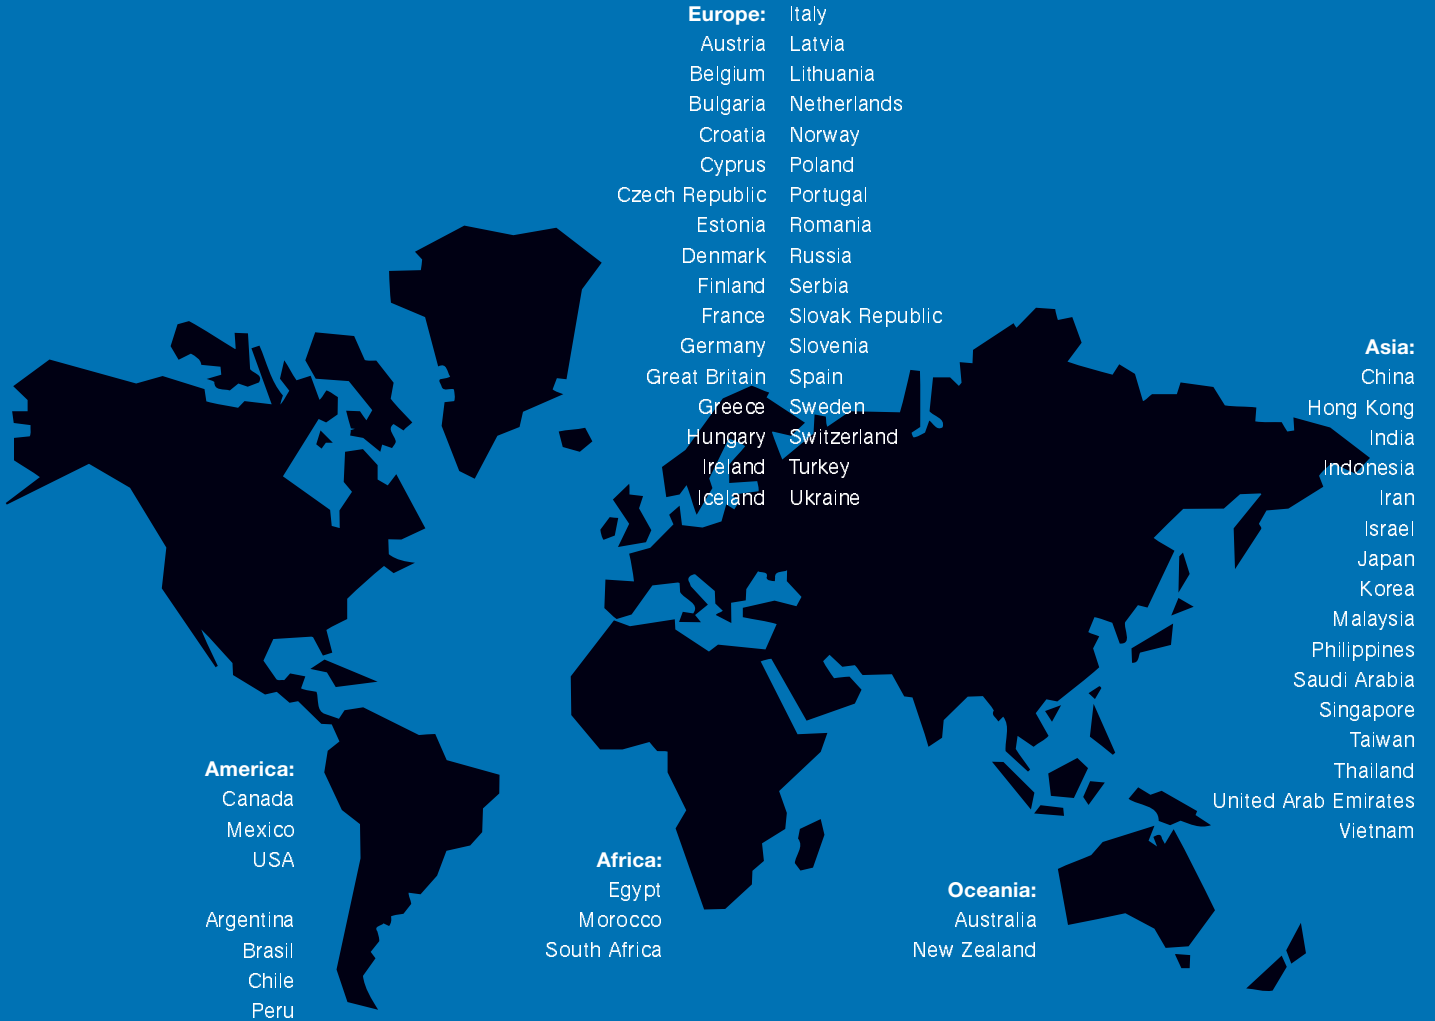 Europe:
Austria
Belgium
Bulgaria
Croatia
Cyprus
Czech Republic
Estonia
Denmark
Finland
France
Germany
Great Britain
Greece
Hungary
Ireland
Iceland
Italy
Latvia
Lithuania
Netherlands
Norway
Poland
Portugal
Romania
Russia
Serbia
Slovak Republic
Slovenia
Spain
Sweden
Switzerland
Turkey
Ukraine
Asia:
China
Hong Kong
India
Indonesia
Iran
Israel
Japan
Korea
Malaysia
Philippines
Saudi Arabia
Singapore
Taiwan
Thailand
United Arab Emirates
Vietnam
America:
Canada
Mexico
USA
Argentina
Brasil
Chile
Peru
Africa:
Egypt
Morocco
South Africa
Oceania:
Australia
New Zealand